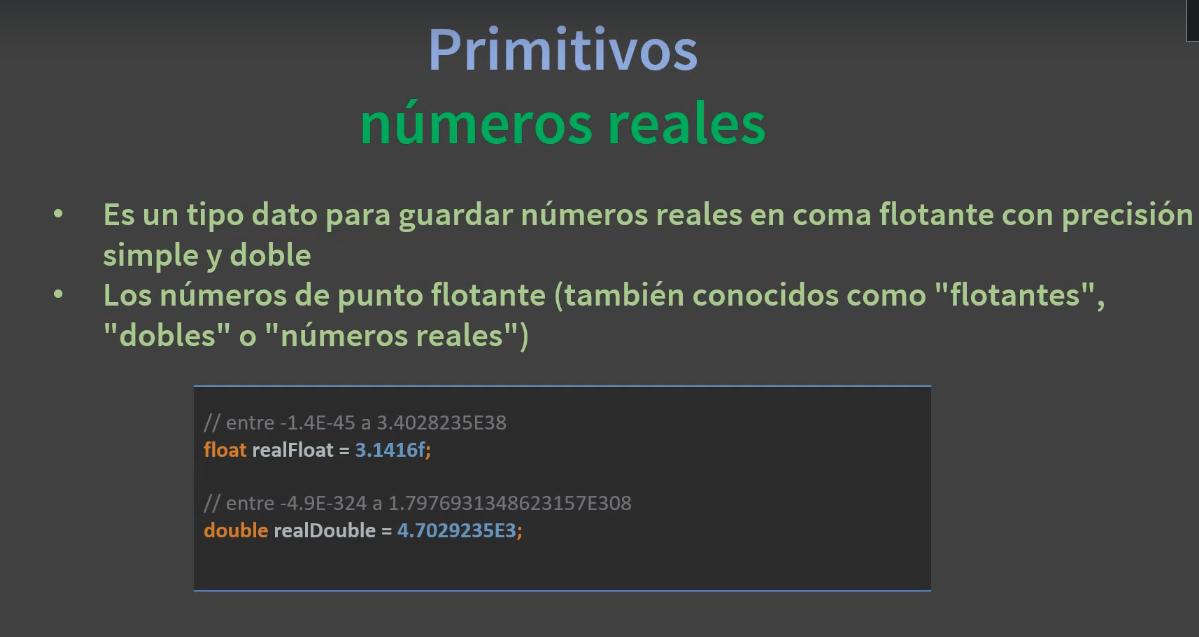 Primitivos
números reales
• Es un tipo dato para guardar números reales en coma flotante con precisión
simple y doble
• Los números de punto flotante (también conocidos como "flotantes",
"dobles" o "números reales")
// entre -1.4E-45 a 3.4028235E38
float realFloat = 3.1416f;
// entre -4.9E-324 a 1.7976931348623157E308
double realDouble = 4.7029235E3;